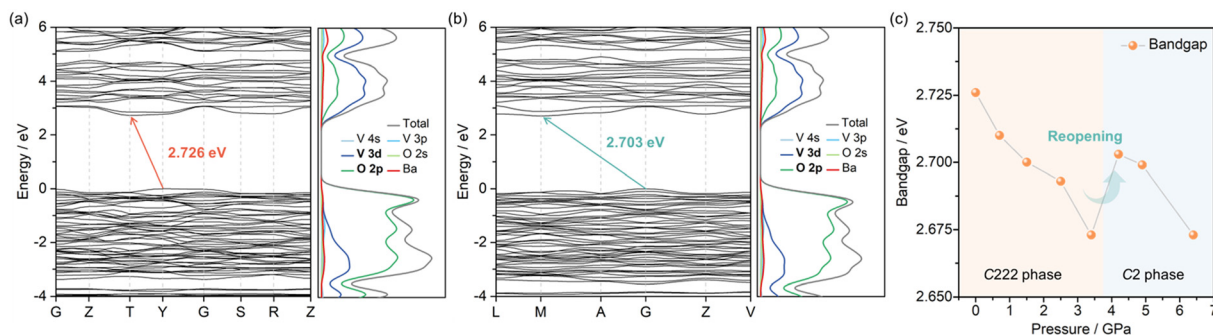 (a)
Energy / eV
6
4
2
0
-2
-4
2.726 eV
G Z T Y G S R Z
Total
V 4s V 3p
V 3d O 2s
O 2p Ba
(b)
Energy / eV
6
4
2
0
-2
-4
2.703 eV
L M A G Z V
Total
V 4s V 3p
V 3d O 2s
O 2p Ba
(c)
Bandgap / eV
2.750
2.725
2.700
2.675
2.650
Bandgap
Reopening
C222 phase C2 phase
0 1 2 3 4 5 6 7
Pressure / GPa